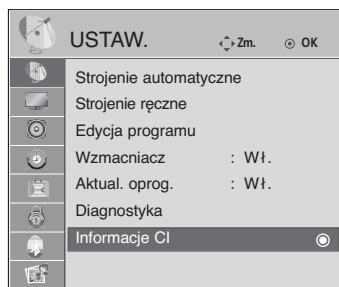 USTAW. Zm. OK
Strojenie automatyczne
Strojenie ręczne
Edycja programu
Wzmacniacz : Wł.
Aktual. oprog. : Wł.
Diagnostyka
Informacje CI